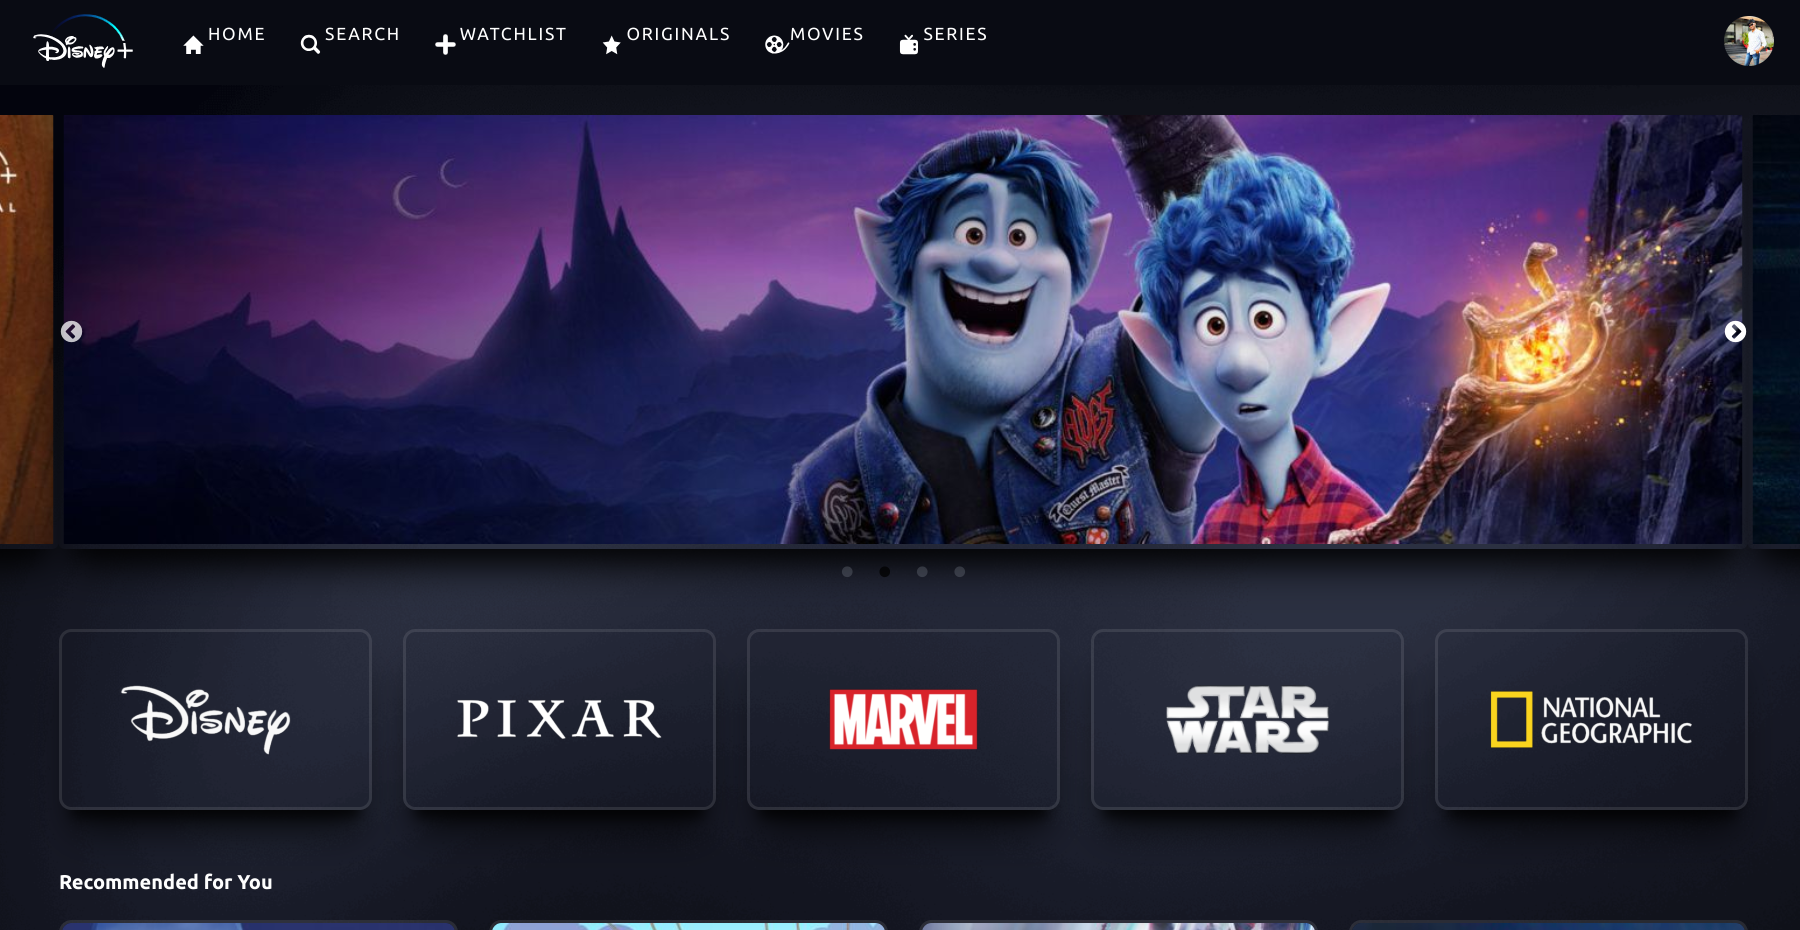 Disney+
HOME
SEARCH
WATCHLIST
ORIGINALS
MOVIES
SERIES
HADES
Quest Master
Disney
PIXAR
MARVEL
STAR
WARS
NATIONAL
GEOGRAPHIC
Recommended for You